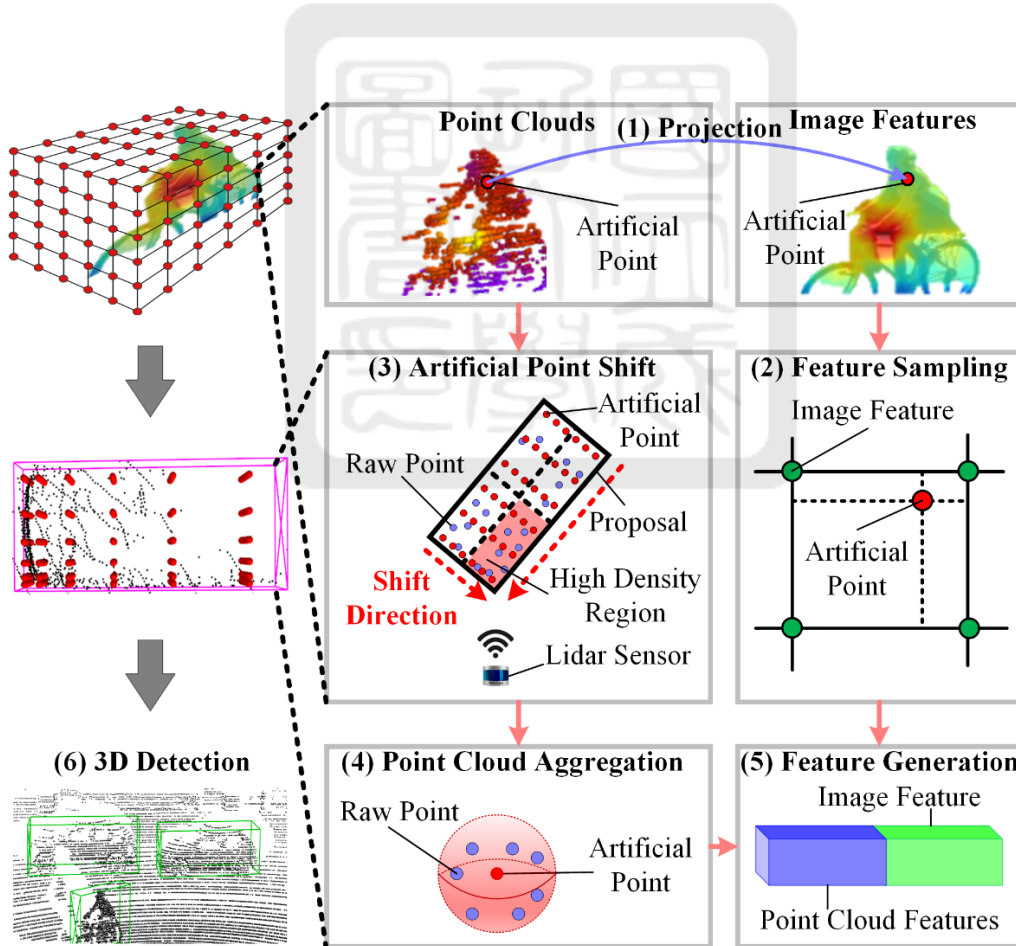 Point Clouds
(1) Projection
Image Features
Artificial
Point
Artificial
Point
(3) Artificial Point Shift
Artificial
Point
Raw Point
Proposal
Shift
Direction
High Density
Region
Lidar Sensor
(2) Feature Sampling
Image Feature
Artificial
Point
(6) 3D Detection
(4) Point Cloud Aggregation
Raw Point
Artificial
Point
(5) Feature Generation
Image Feature
Point Cloud Features